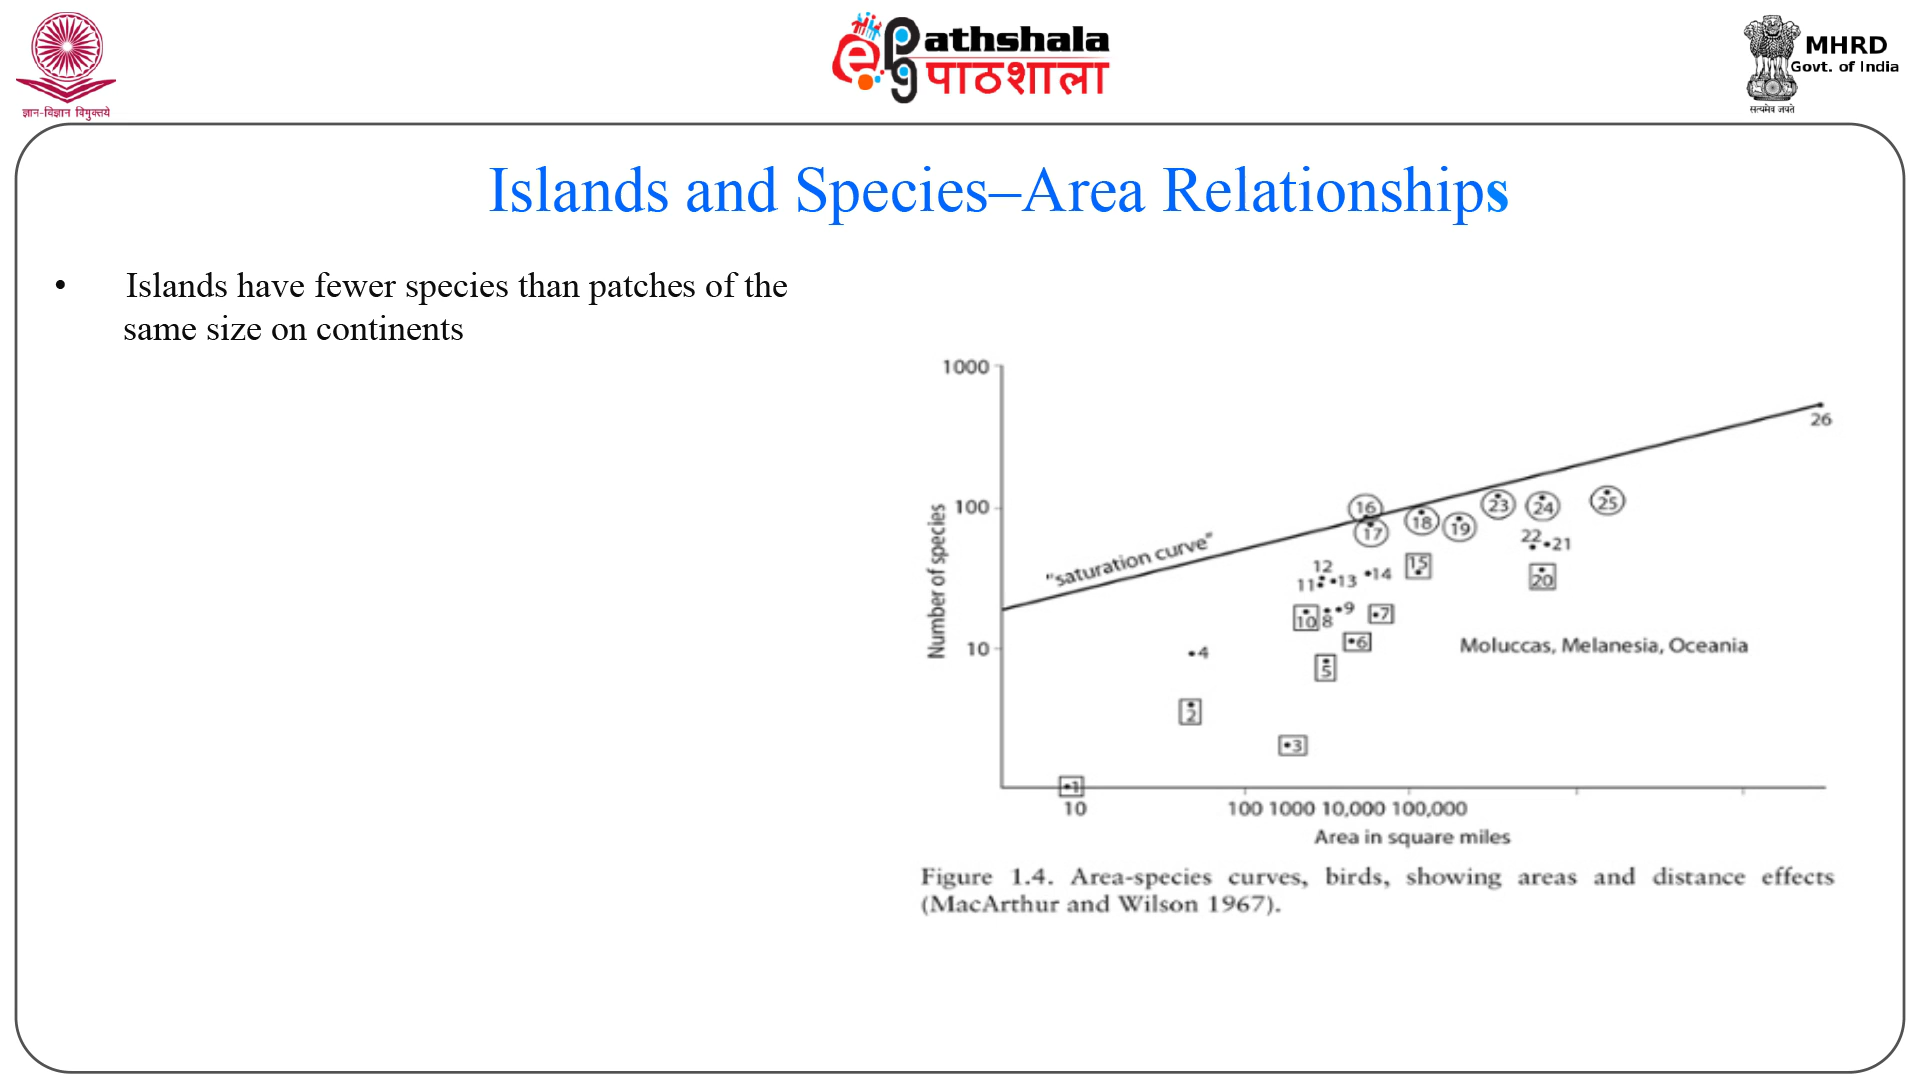 ज्ञान-विज्ञान विमुक्तये
ePathshala
पाठशाला
MHRD
Govt. of India
सत्यमेव जयते
Islands and Species–Area Relationships
• Islands have fewer species than patches of the
same size on continents
1000
100
10
Number of species
"saturation curve"
26
16
17
18
19
23
24
25
22
21
20
12
11
13
14
15
10
8
9
7
6
5
4
2
3
1
Moluccas, Melanesia, Oceania
10 100 1000 10,000 100,000
Area in square miles
Figure 1.4. Area-species curves, birds, showing areas and distance effects
(MacArthur and Wilson 1967).